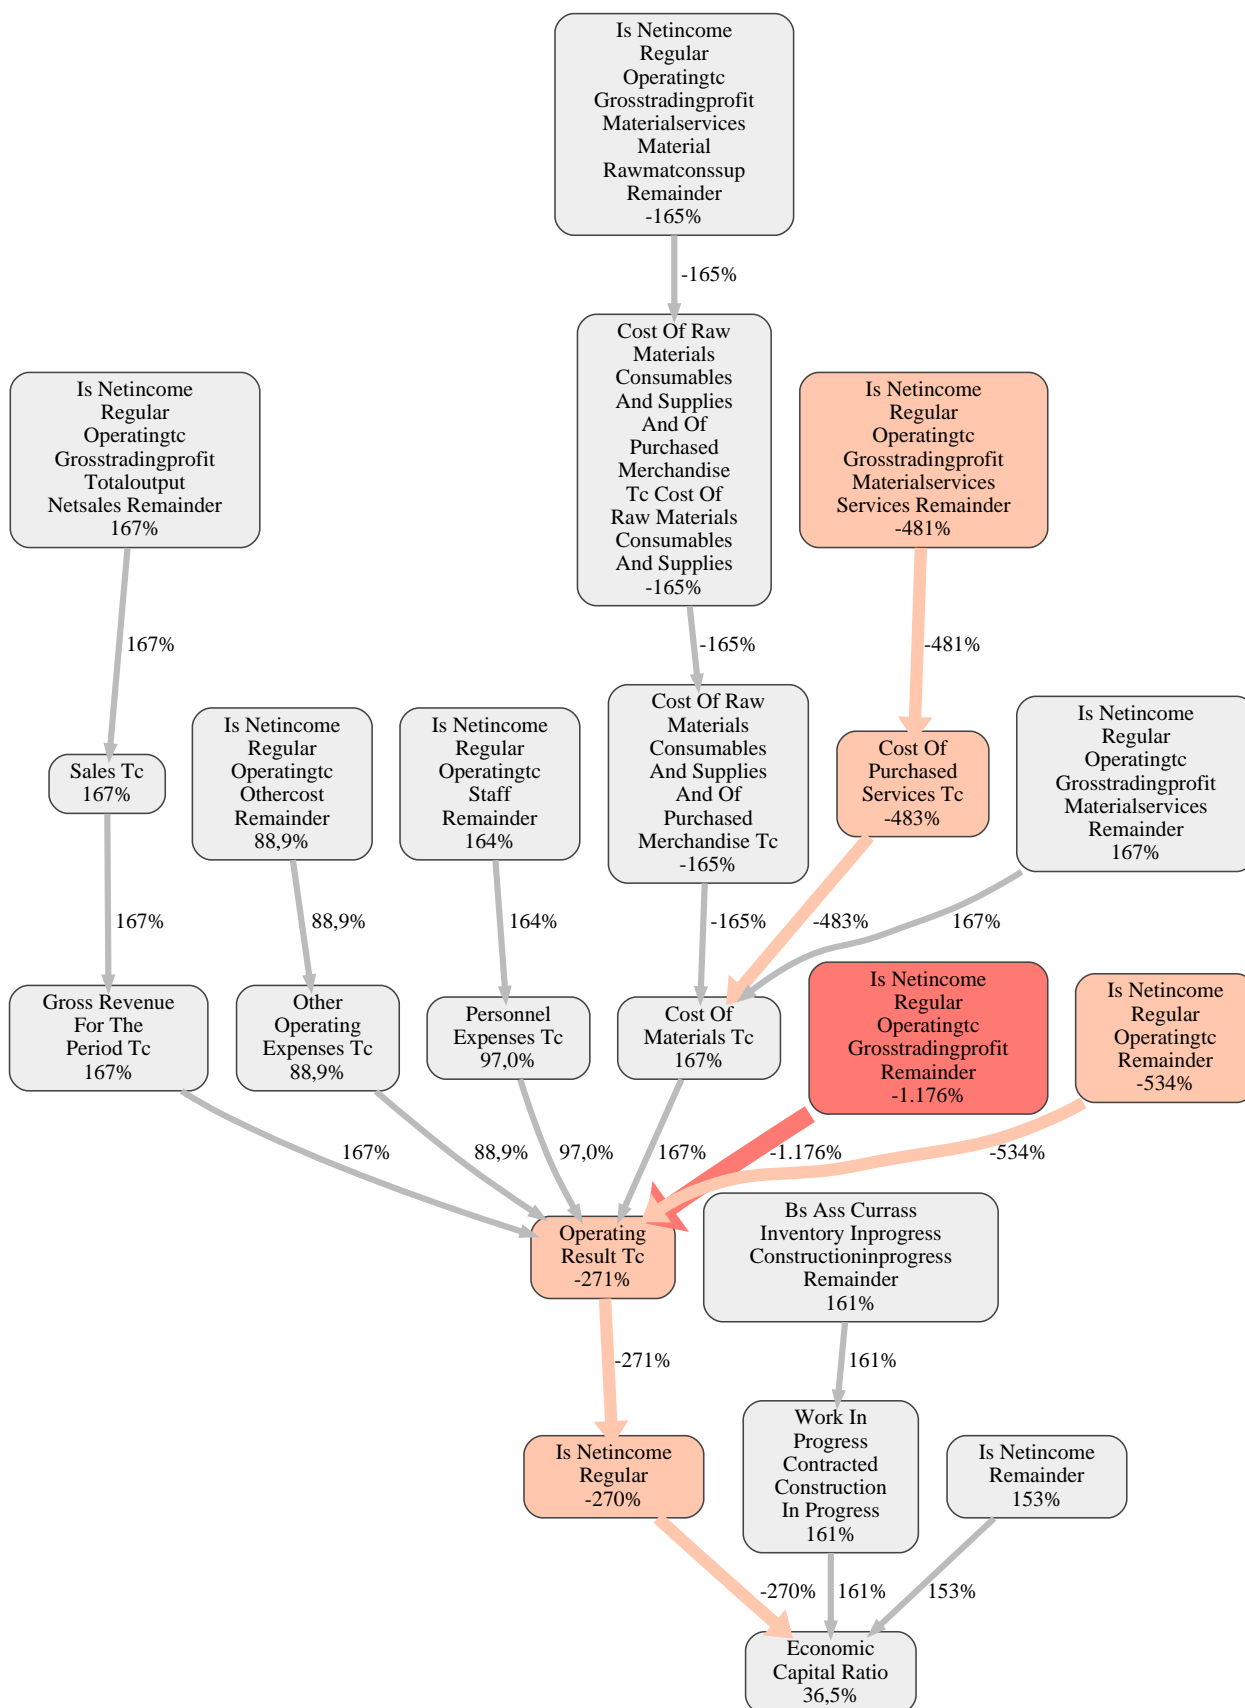 Is Netincome
Regular
Operatingtc
Grosstradingprofit
Materialservices
Material
Rawmatconssup
Remainder
-165%
-165%
Cost Of Raw
Materials
Consumables
And Supplies
And Of
Purchased
Merchandise
Tc Cost Of
Raw Materials
Consumables
And Supplies
-165%
Is Netincome
Regular
Operatingtc
Grosstradingprofit
Totaloutput
Netsales Remainder
167%
Is Netincome
Regular
Operatingtc
Grosstradingprofit
Materialservices
Services Remainder
-481%
167%
-165%
-481%
Sales Tc
167%
Is Netincome
Regular
Operatingtc
Othercost
Remainder
88,9%
Is Netincome
Regular
Operatingtc
Staff
Remainder
164%
Cost Of Raw
Materials
Consumables
And Supplies
And Of
Purchased
Merchandise Tc
-165%
Cost Of
Purchased
Services Tc
-483%
Is Netincome
Regular
Operatingtc
Grosstradingprofit
Materialservices
Remainder
167%
167%
88,9%
164%
-165%
-483%
167%
Gross Revenue
For The
Period Tc
167%
Other
Operating
Expenses Tc
88,9%
Personnel
Expenses Tc
97,0%
Cost Of
Materials Tc
167%
Is Netincome
Regular
Operatingtc
Grosstradingprofit
Remainder
-1.176%
Is Netincome
Regular
Operatingtc
Remainder
-534%
167%
88,9%
97,0%
167%
-1.176%
-534%
Operating
Result Tc
-271%
Bs Ass Currass
Inventory Inprogress
Constructioninprogress
Remainder
161%
-271%
161%
Is Netincome
Regular
-270%
Work In
Progress
Contracted
Construction
In Progress
161%
Is Netincome
Remainder
153%
-270%
161%
153%
Economic
Capital Ratio
36,5%